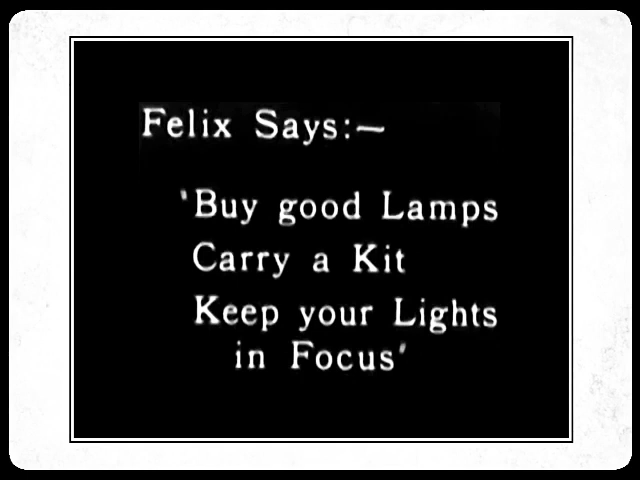 Felix Says:—
'Buy good Lamps
Carry a Kit
Keep your Lights
in Focus'